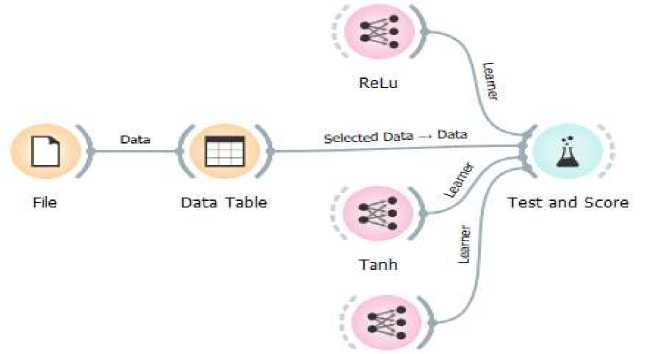 Learner
ReLu
Data
Selected Data → Data
File
Data Table
Learner
Test and Score
Tanh
Learner